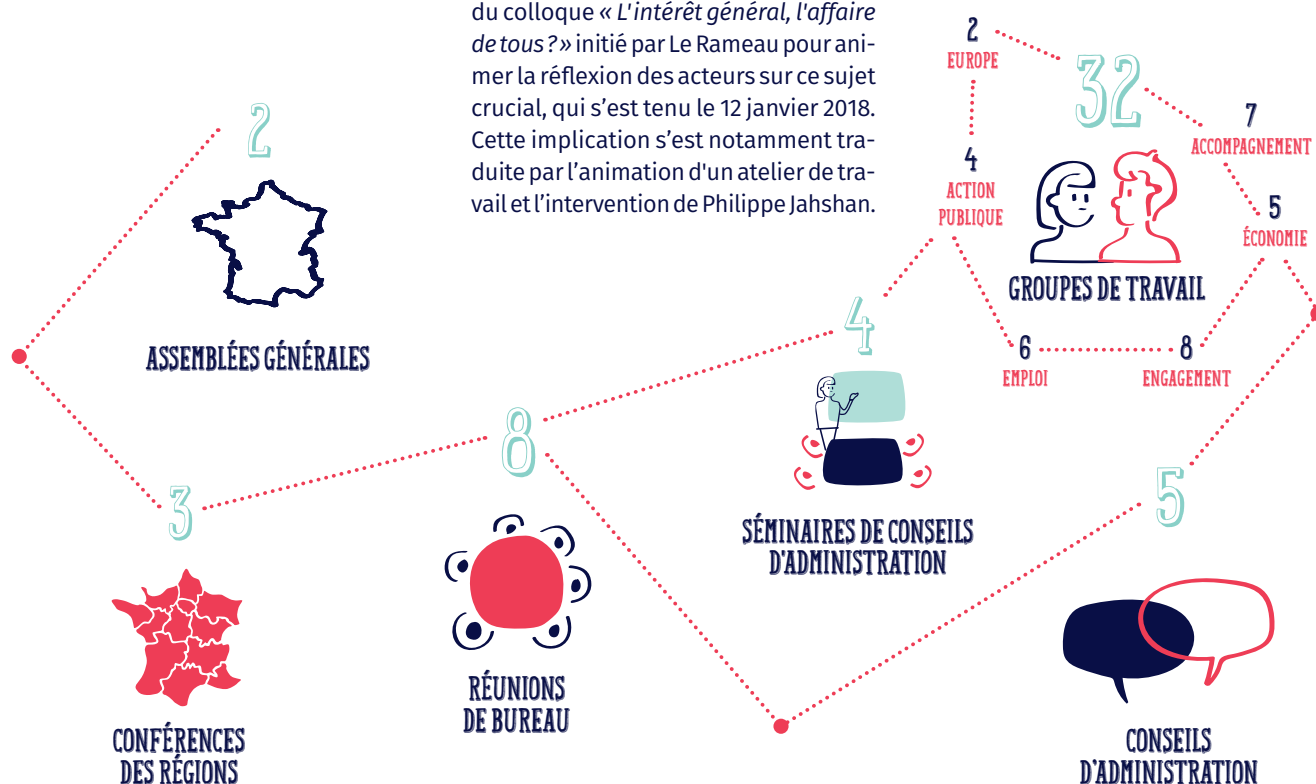 du colloque « L'intérêt général, l'affaire
de tous ? » initié par Le Rameau pour ani-
mer la réflexion des acteurs sur ce sujet
crucial, qui s’est tenu le 12 janvier 2018.
Cette implication s’est notamment tra-
duite par l’animation d'un atelier de tra-
vail et l’intervention de Philippe Jahshan.
2
ASSEMBLÉES GÉNÉRALES
3
CONFÉRENCES
DES RÉGIONS
8
RÉUNIONS
DE BUREAU
4
SÉMINAIRES DE CONSEILS
D'ADMINISTRATION
32
GROUPES DE TRAVAIL
2
EUROPE
7
ACCOMPAGNEMENT
4
ACTION
PUBLIQUE
5
ÉCONOMIE
6
EMPLOI
8
ENGAGEMENT
5
CONSEILS
D'ADMINISTRATION